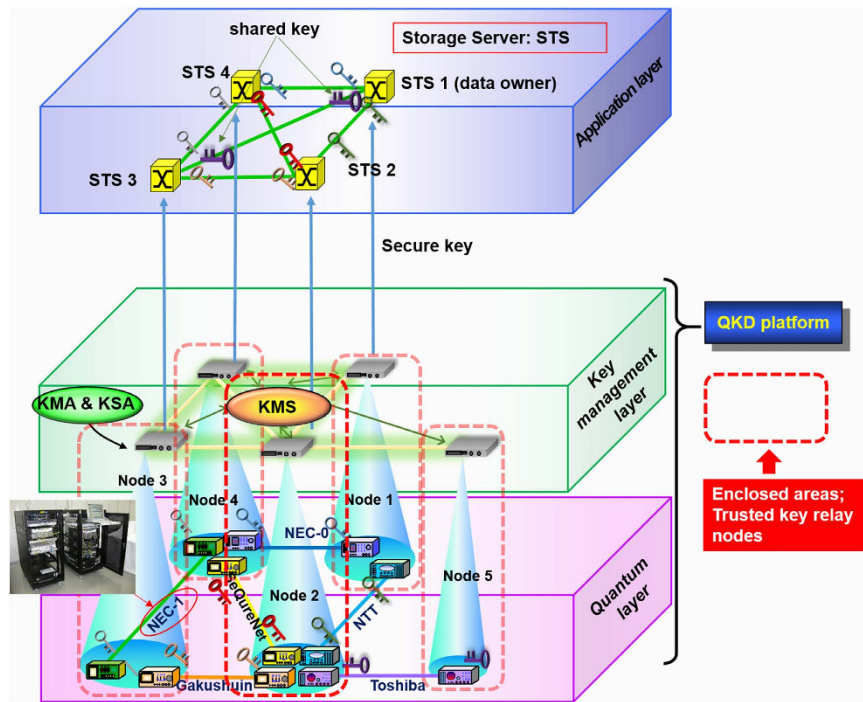 shared key
Storage Server: STS
STS 4
STS 1 (data owner)
Application layer
STS 2
STS 3
Secure key
QKD platform
Key
management
layer
KMA & KSA
KMS
Node 3
Node 4
Node 1
Enclosed areas;
Trusted key relay
nodes
NEC-0
Node 5
Node 2
Quantum
layer
NEC-1
SeQureNet
NTT
Gakushuin
Toshiba